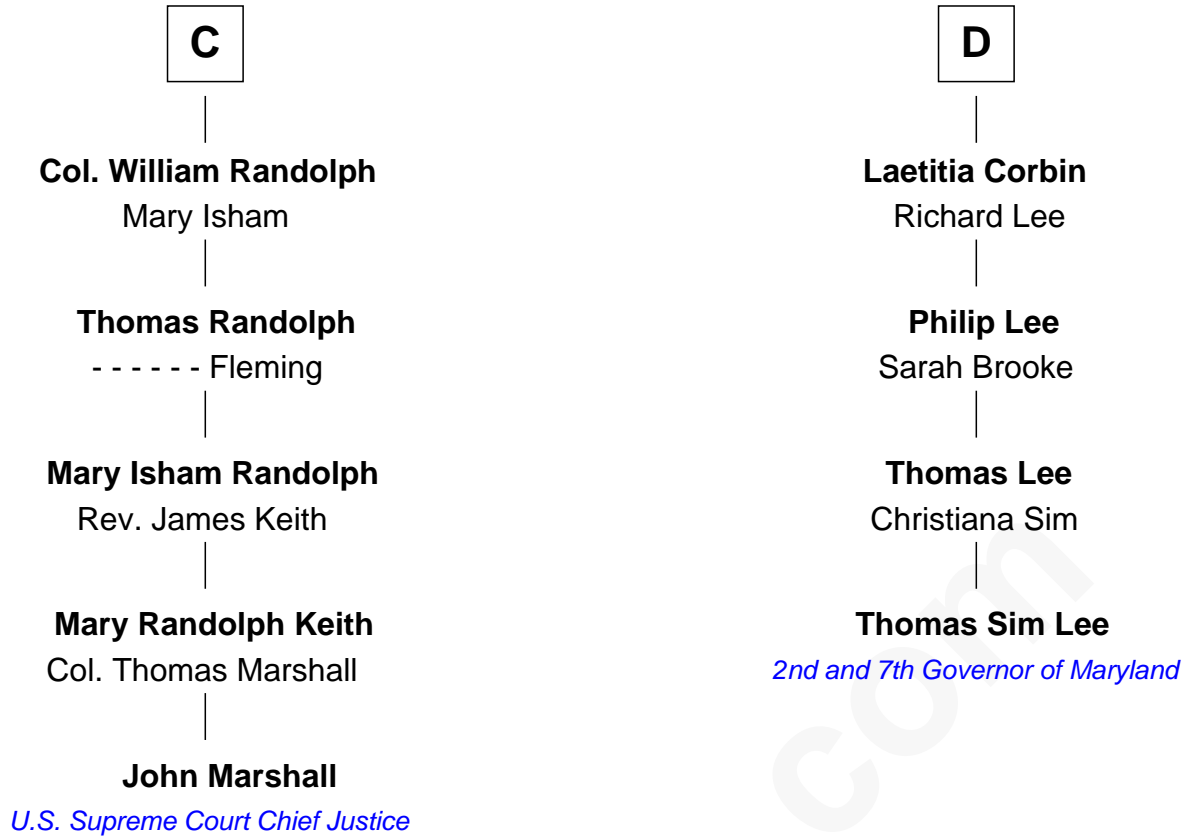 C
Col. William Randolph
Mary Isham
Thomas Randolph
- - - - - - Fleming
Mary Isham Randolph
Rev. James Keith
Mary Randolph Keith
Col. Thomas Marshall
John Marshall
U.S. Supreme Court Chief Justice
D
Laetitia Corbin
Richard Lee
Philip Lee
Sarah Brooke
Thomas Lee
Christiana Sim
Thomas Sim Lee
2nd and 7th Governor of Maryland
com